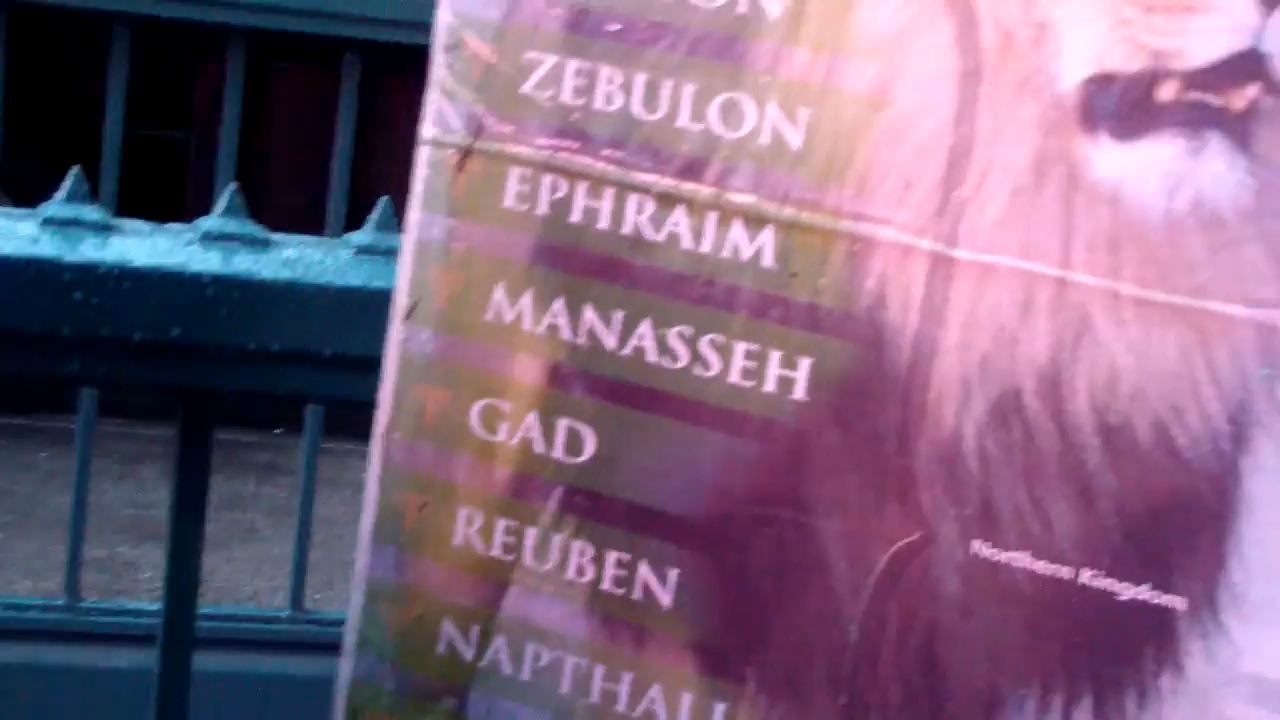 ZEBULON
EPHRAIM
MANASSEH
GAD
REUBEN
Northern Kingdom
NAPTHALI